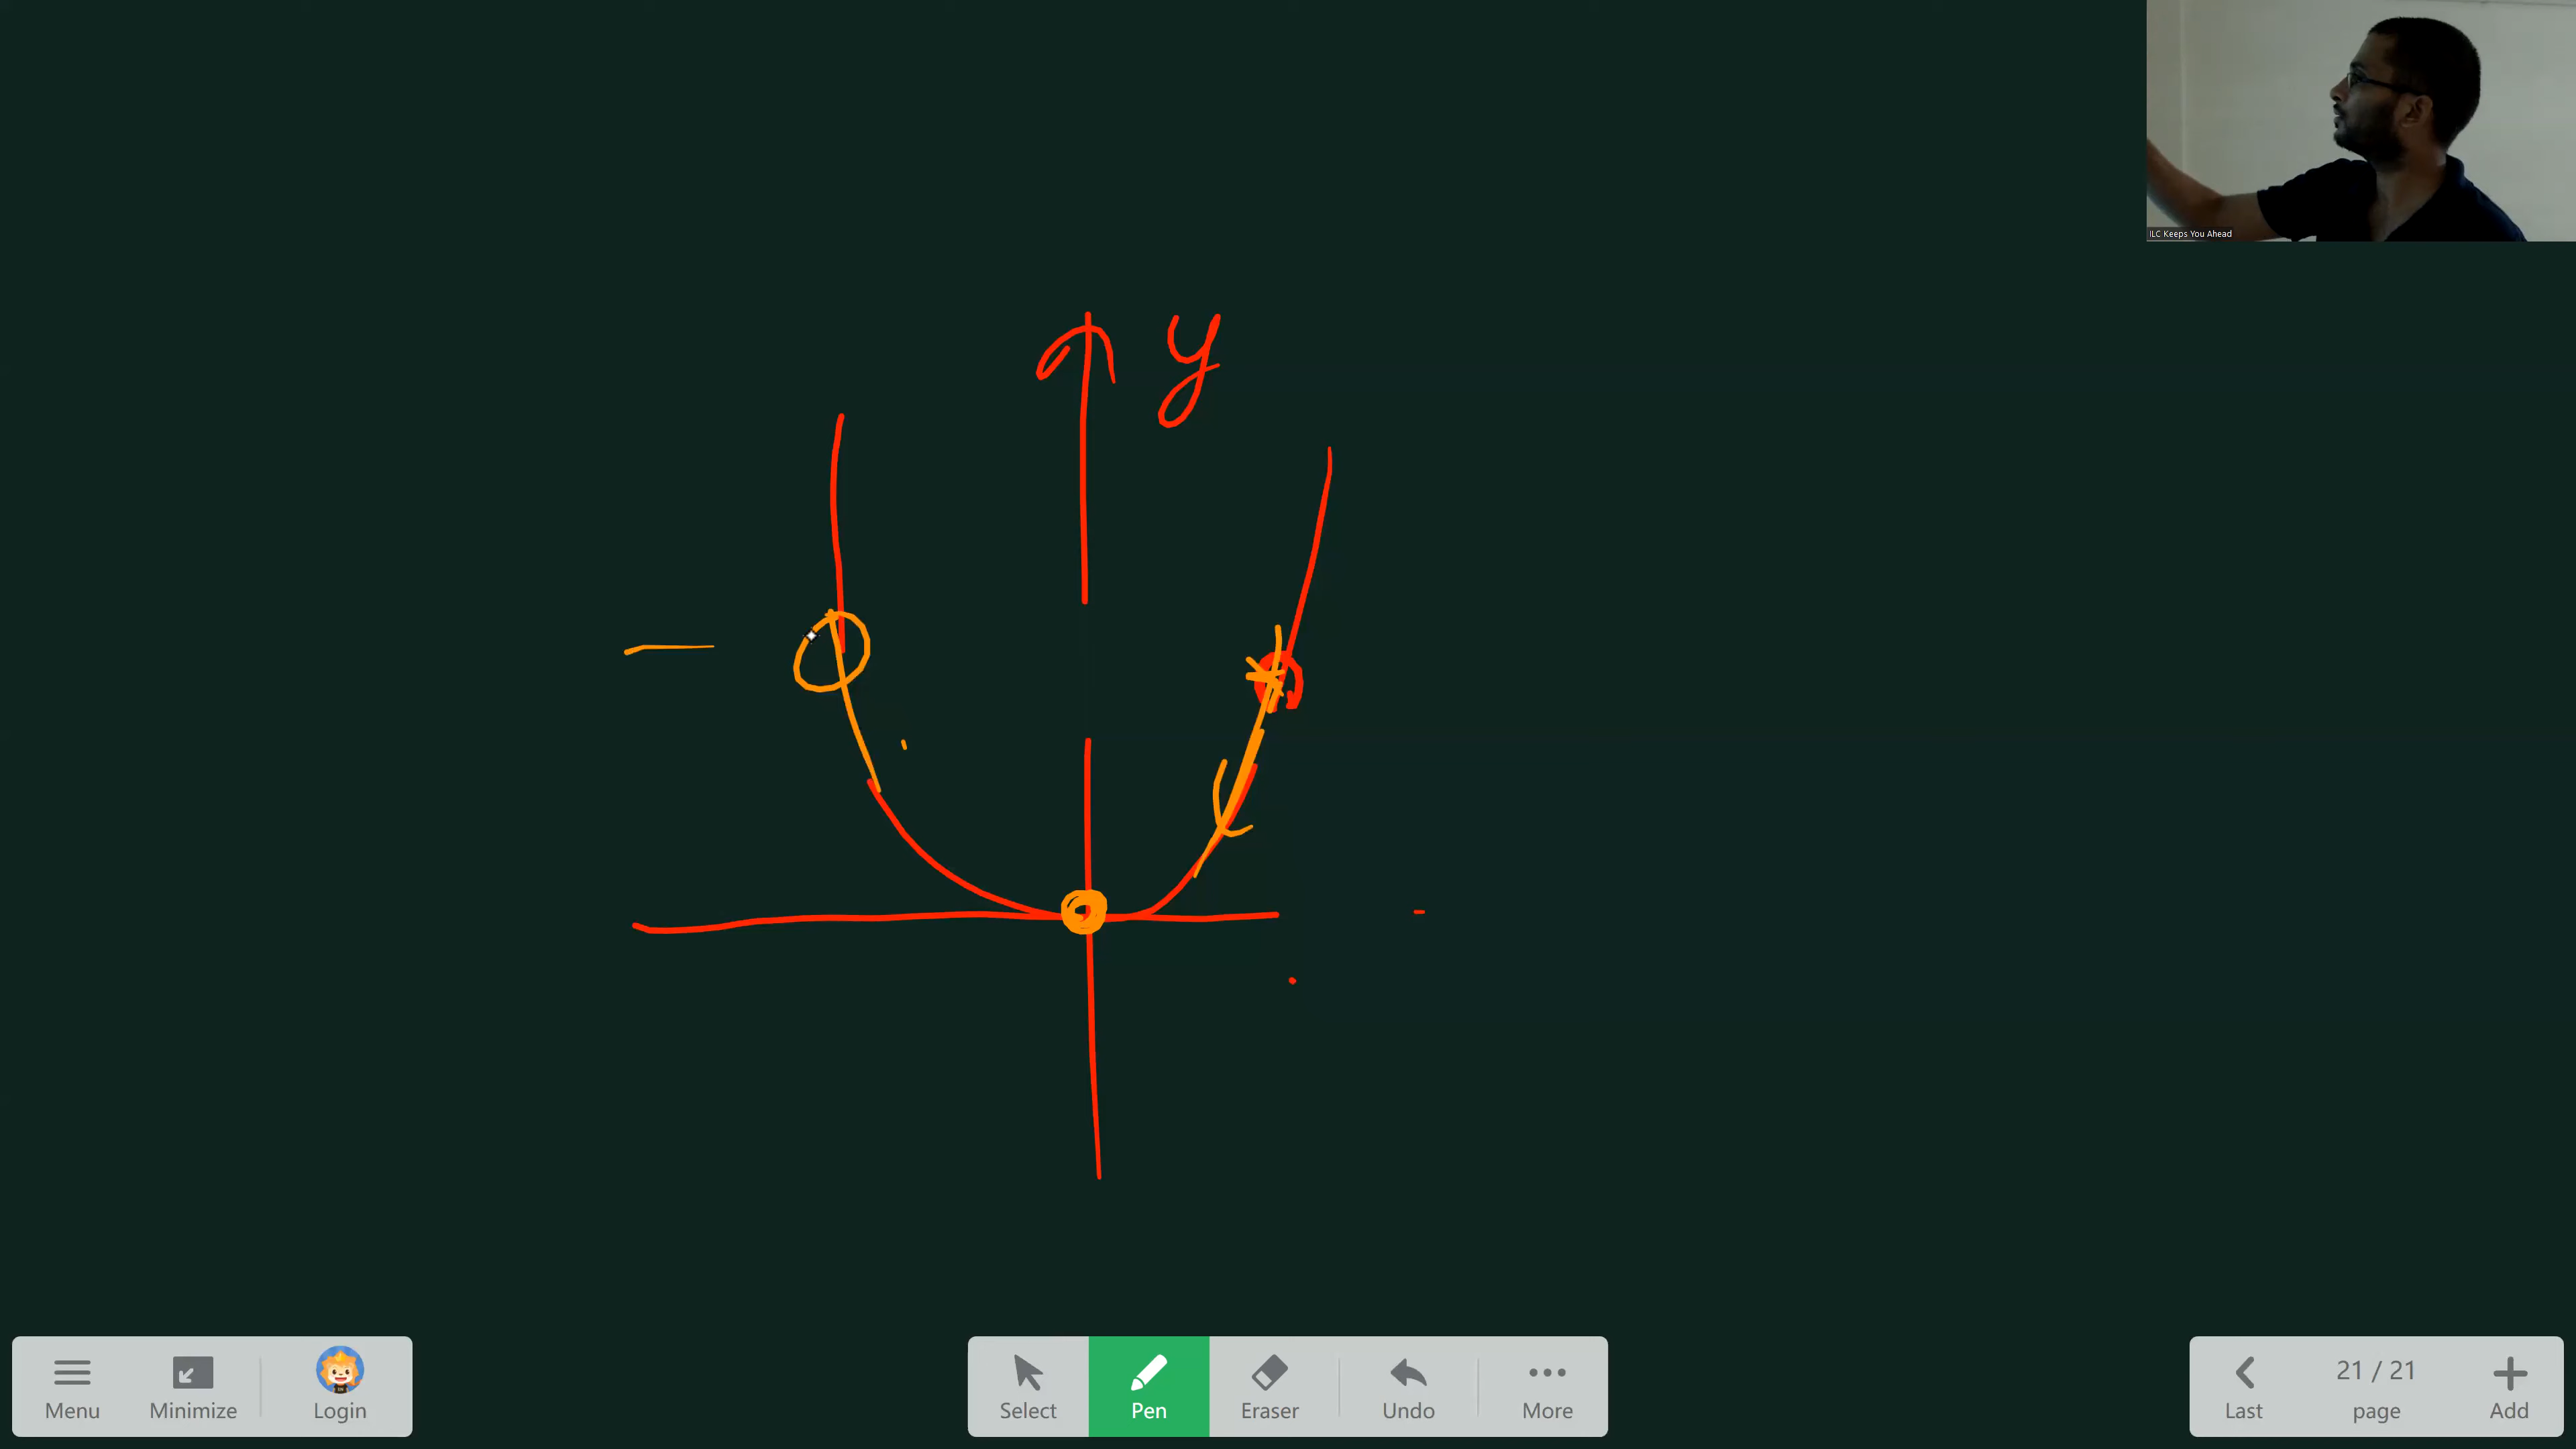 ILC Keeps You Ahead
y
Menu
Minimize
Login
Select
Pen
Eraser
Undo
More
Last
21 / 21
page
Add